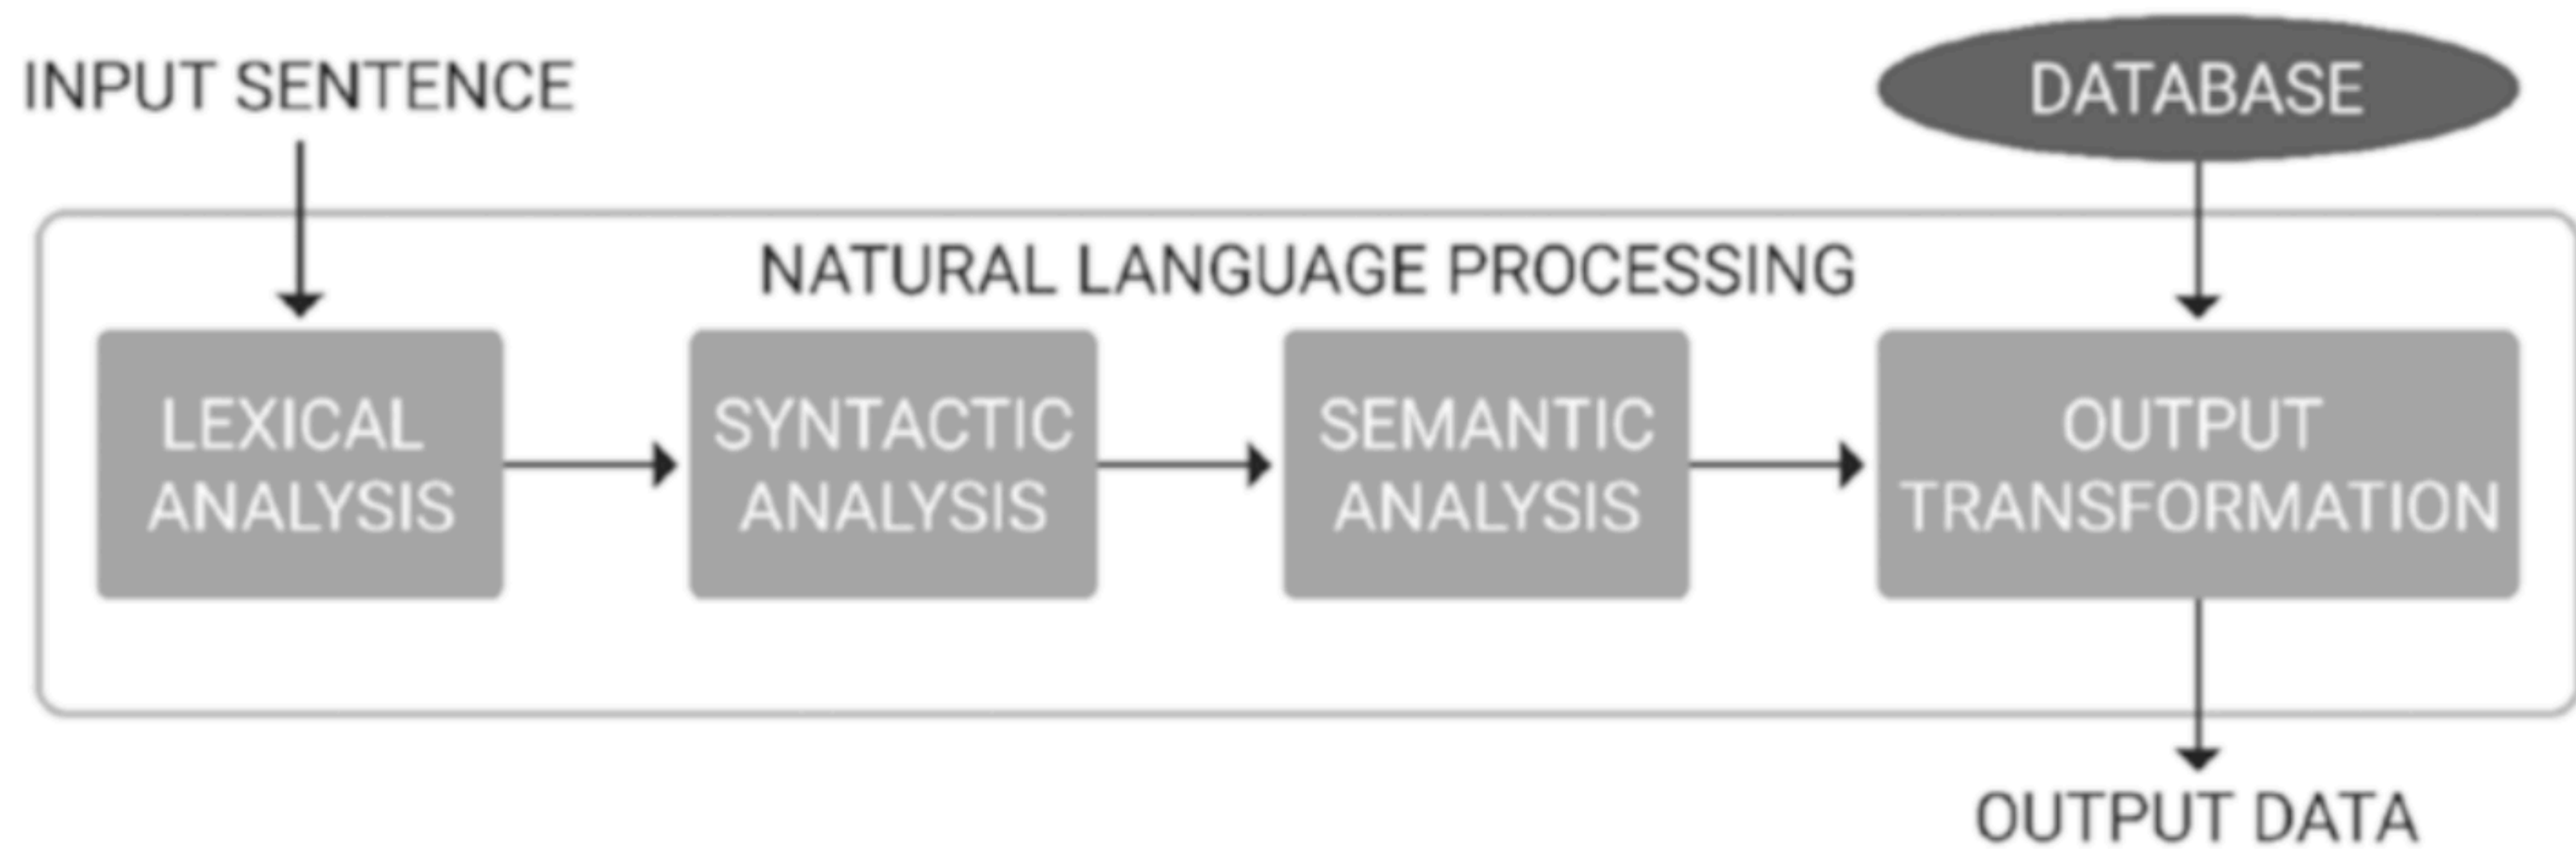 INPUT SENTENCE
DATABASE
NATURAL LANGUAGE PROCESSING
LEXICAL
ANALYSIS
SYNTACTIC
ANALYSIS
SEMANTIC
ANALYSIS
OUTPUT
TRANSFORMATION
OUTPUT DATA